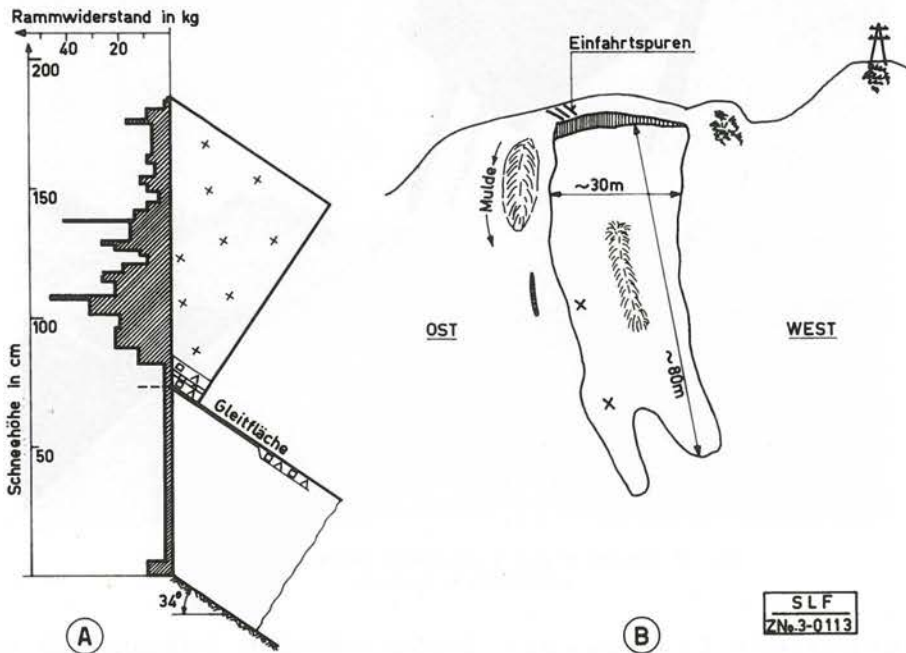 Rammwiderstand in kg
40 20
200
150
100
50
Schneehöhe in cm
Gleitfläche
34°
A
Einfahrtspuren
Mulde
~30m
~80m
OST
WEST
B
SLF
ZNo.3-0113